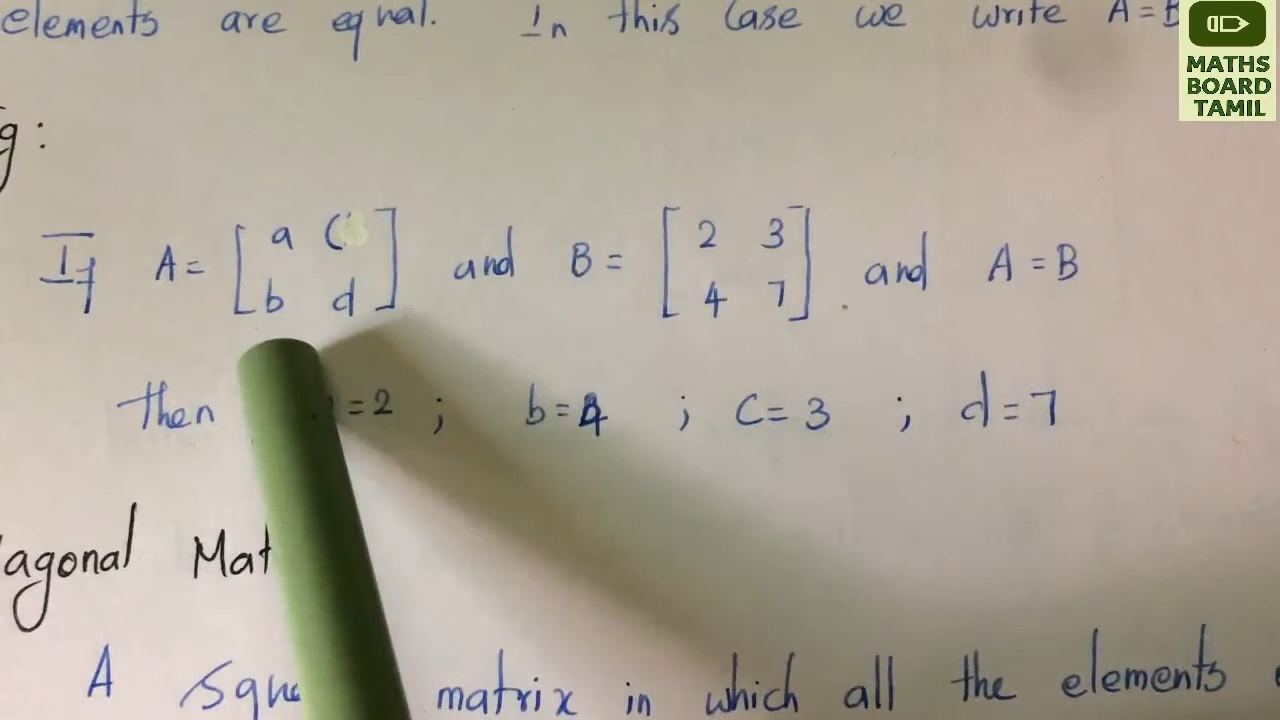 elements are equal. In this case we write A=B
MATHS
BOARD
TAMIL
g:
If A= [ a c ] and B = [ 2 3 ] and A = B
b d 4 7
then =2 ; b=4 ; C=3 ; d=7
agonal Mat
A squ matrix in which all the elements